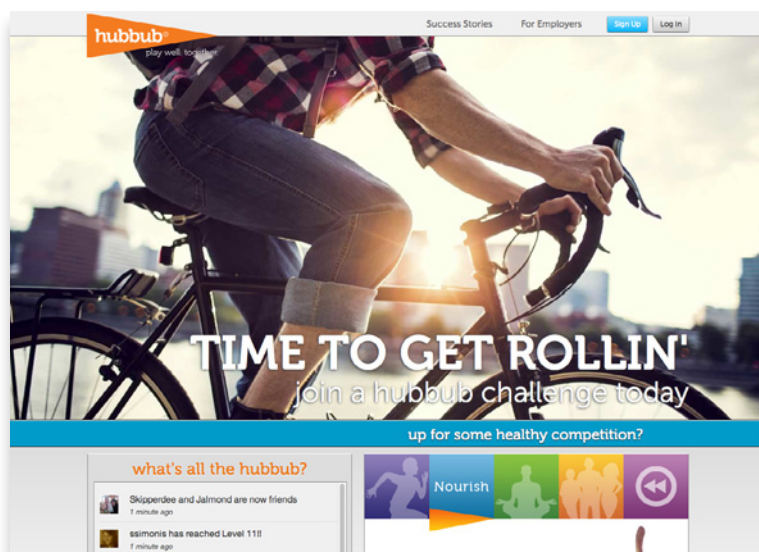 Success Stories
For Employers
Sign Up
Log In
hubbub®
play well. together.
TIME TO GET ROLLIN'
join a hubbub challenge today
up for some healthy competition?
what's all the hubbub?
Skipperdee and Jalmond are now friends
1 minute ago
ssimonis has reached Level 11!!
1 minute ago
Nourish